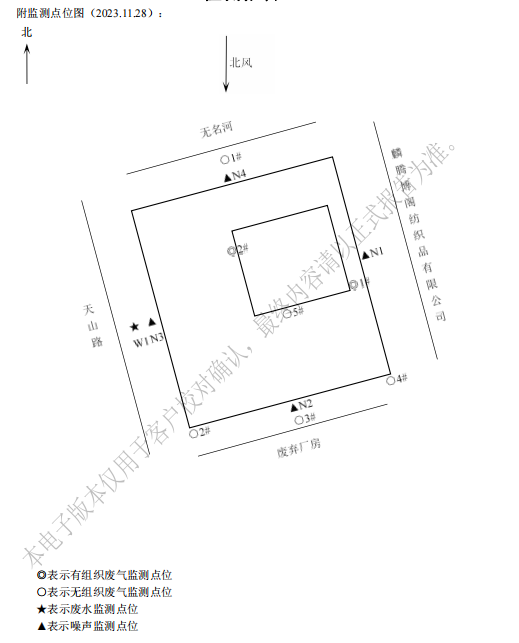 附监测点位图（2023.11.28）：
北
北风
无名河
○1#
▲N4
麟腾博阁纺织品有限公司
◎2#
▲N1
◎1#
○5#
天山路
★ ▲
W1N3
○4#
▲N2
○3#
○2#
废弃厂房
本电子版本仅用于客户校对确认，最终内容请以正式报告为准。
◎表示有组织废气监测点位
○表示无组织废气监测点位
★表示废水监测点位
▲表示噪声监测点位